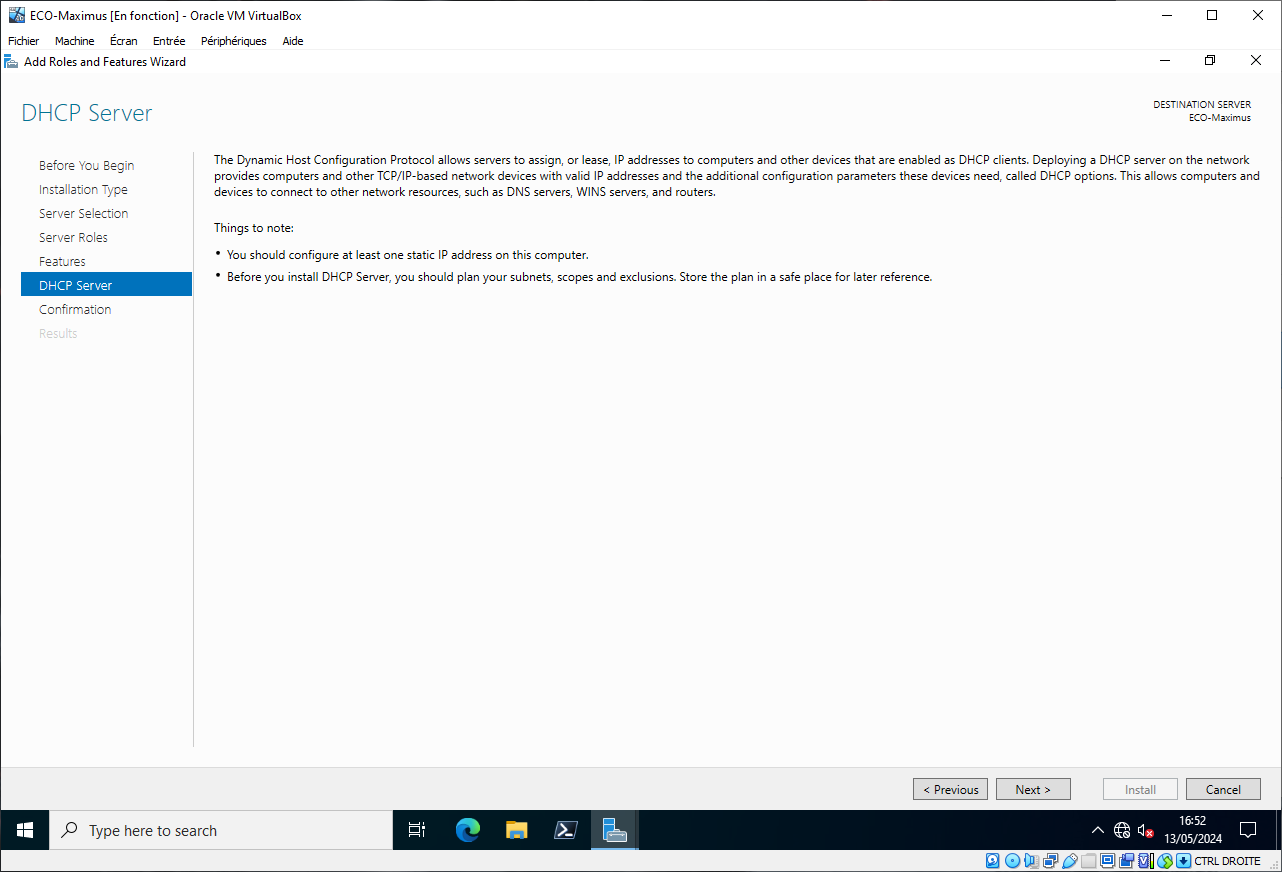 ECO-Maximus [En fonction] - Oracle VM VirtualBox
Fichier Machine Écran Entrée Périphériques Aide
Add Roles and Features Wizard
DHCP Server
DESTINATION SERVER
ECO-Maximus
Before You Begin
Installation Type
Server Selection
Server Roles
Features
DHCP Server
Confirmation
Results
The Dynamic Host Configuration Protocol allows servers to assign, or lease, IP addresses to computers and other devices that are enabled as DHCP clients. Deploying a DHCP server on the network
provides computers and other TCP/IP-based network devices with valid IP addresses and the additional configuration parameters these devices need, called DHCP options. This allows computers and
devices to connect to other network resources, such as DNS servers, WINS servers, and routers.
Things to note:
• You should configure at least one static IP address on this computer.
• Before you install DHCP Server, you should plan your subnets, scopes and exclusions. Store the plan in a safe place for later reference.
< Previous Next > Install Cancel
Type here to search
16:52
13/05/2024
CTRL DROITE